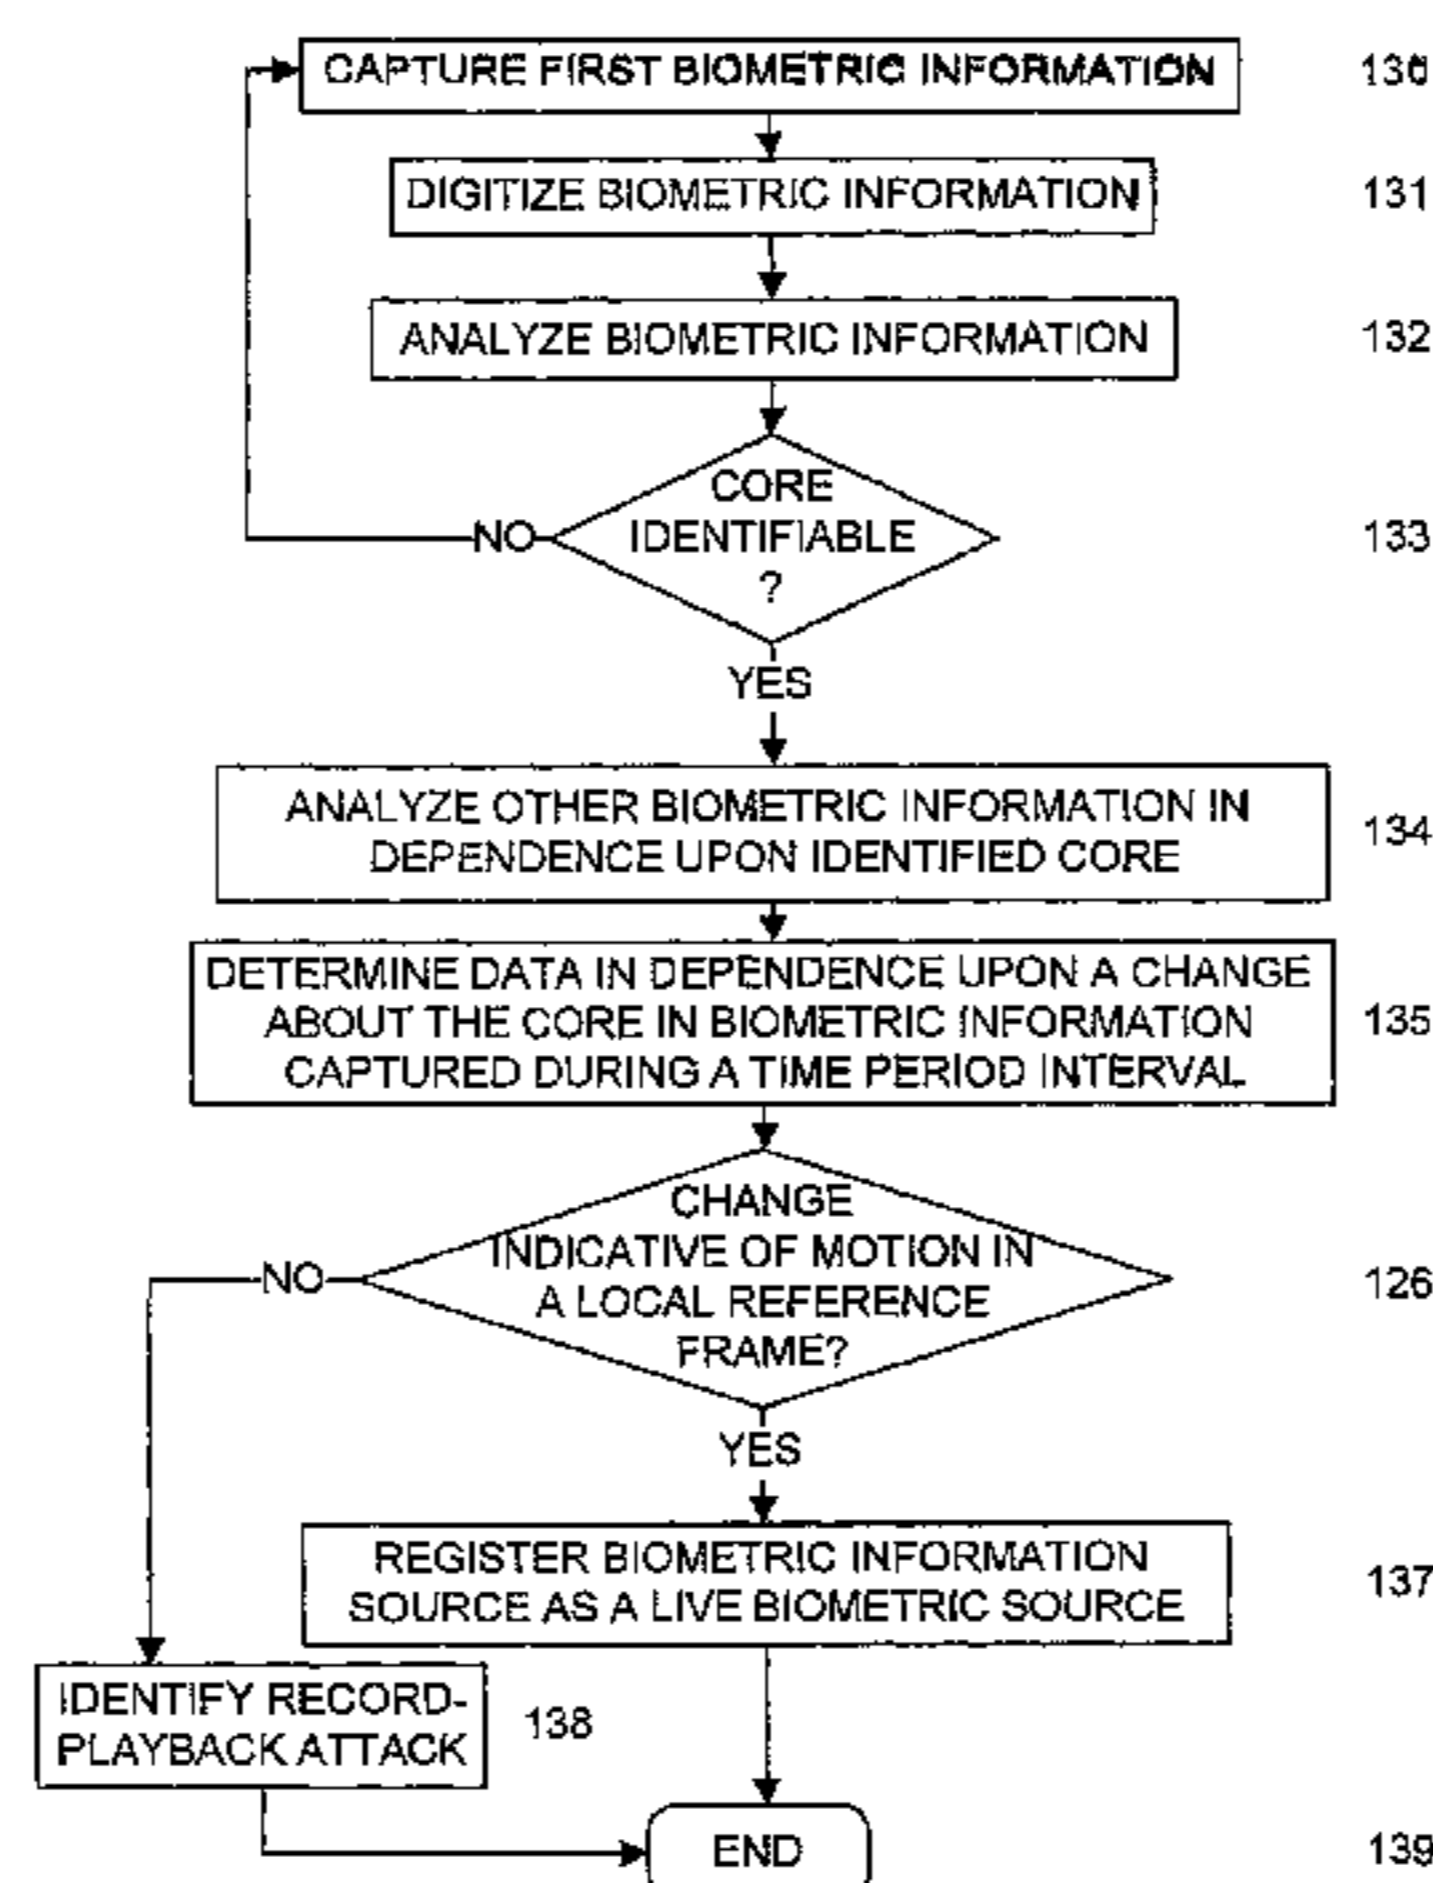 CAPTURE FIRST BIOMETRIC INFORMATION 130
DIGITIZE BIOMETRIC INFORMATION 131
ANALYZE BIOMETRIC INFORMATION 132
CORE
IDENTIFIABLE
?
133
NO
YES
ANALYZE OTHER BIOMETRIC INFORMATION IN
DEPENDENCE UPON IDENTIFIED CORE
134
DETERMINE DATA IN DEPENDENCE UPON A CHANGE
ABOUT THE CORE IN BIOMETRIC INFORMATION
CAPTURED DURING A TIME PERIOD INTERVAL
135
CHANGE
INDICATIVE OF MOTION IN
A LOCAL REFERENCE
FRAME?
126
NO
YES
REGISTER BIOMETRIC INFORMATION
SOURCE AS A LIVE BIOMETRIC SOURCE
137
IDENTIFY RECORD-
PLAYBACK ATTACK
138
END 139